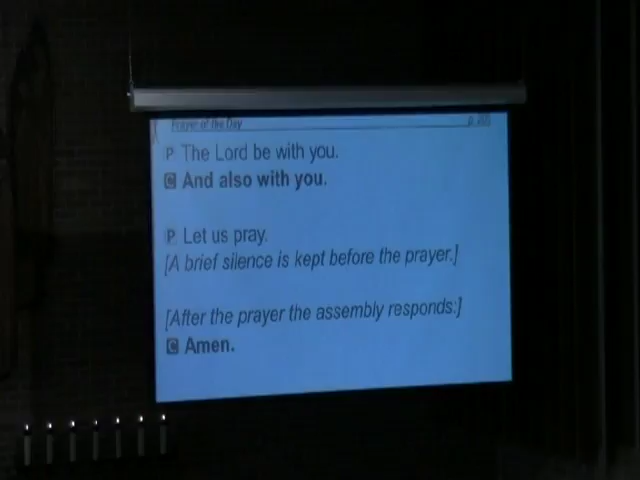 Prayer of the Day p. 205
P The Lord be with you.
C And also with you.
P Let us pray.
[A brief silence is kept before the prayer.]
[After the prayer the assembly responds:]
C Amen.